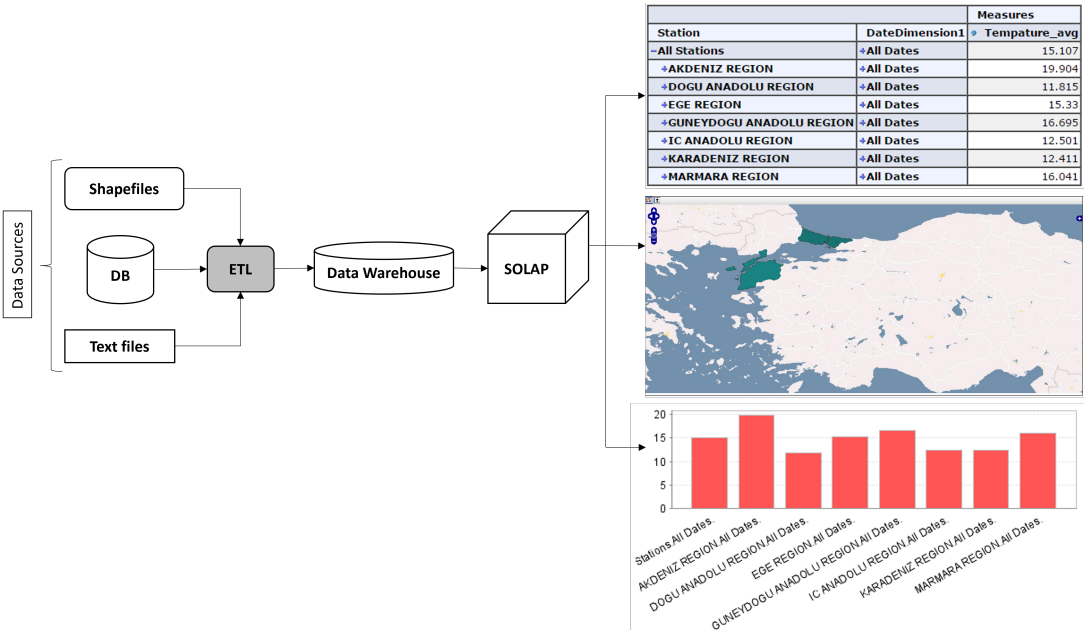 Data Sources
Shapefiles
DB
Text files
ETL
Data Warehouse
SOLAP
Measures
Station DateDimension1 Tempature_avg
All Stations All Dates 15.107
AKDENIZ REGION All Dates 19.904
DOGU ANADOLU REGION All Dates 11.815
EGE REGION All Dates 15.33
GUNEYDOGU ANADOLU REGION All Dates 16.695
IC ANADOLU REGION All Dates 12.501
KARADENIZ REGION All Dates 12.411
MARMARA REGION All Dates 16.041
20
15
10
5
0
Stations.All Dates.
AKDENIZ REGION.All Dates.
DOGU ANADOLU REGION.All Dates.
EGE REGION.All Dates.
GUNEYDOGU ANADOLU REGION.All Dates.
IC ANADOLU REGION.All Dates.
KARADENIZ REGION.All Dates.
MARMARA REGION.All Dates.